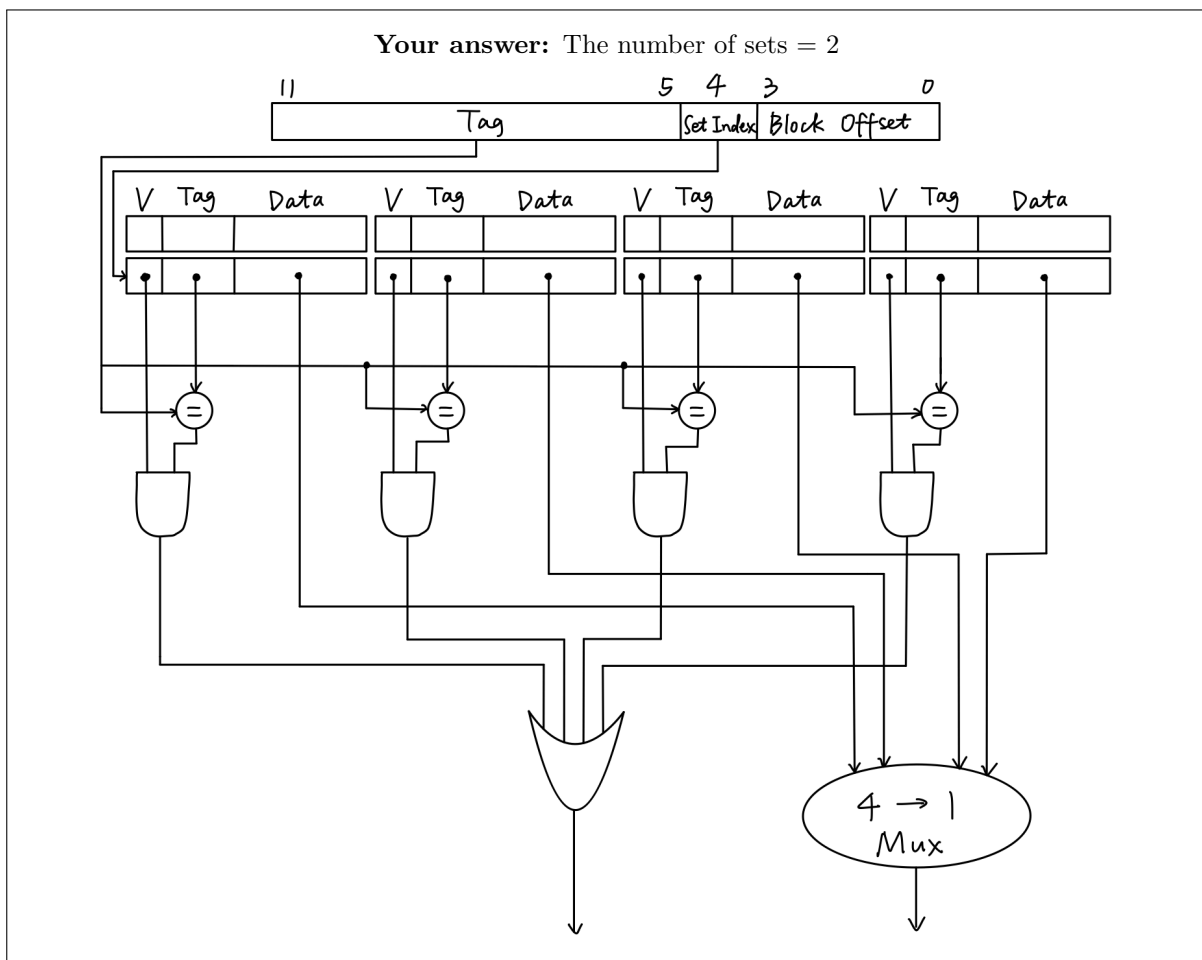 Your answer: The number of sets = 2
11 5 4 3 0
Tag Set Index Block Offset
V Tag Data V Tag Data V Tag Data V Tag Data
= = = =
4 → 1
Mux